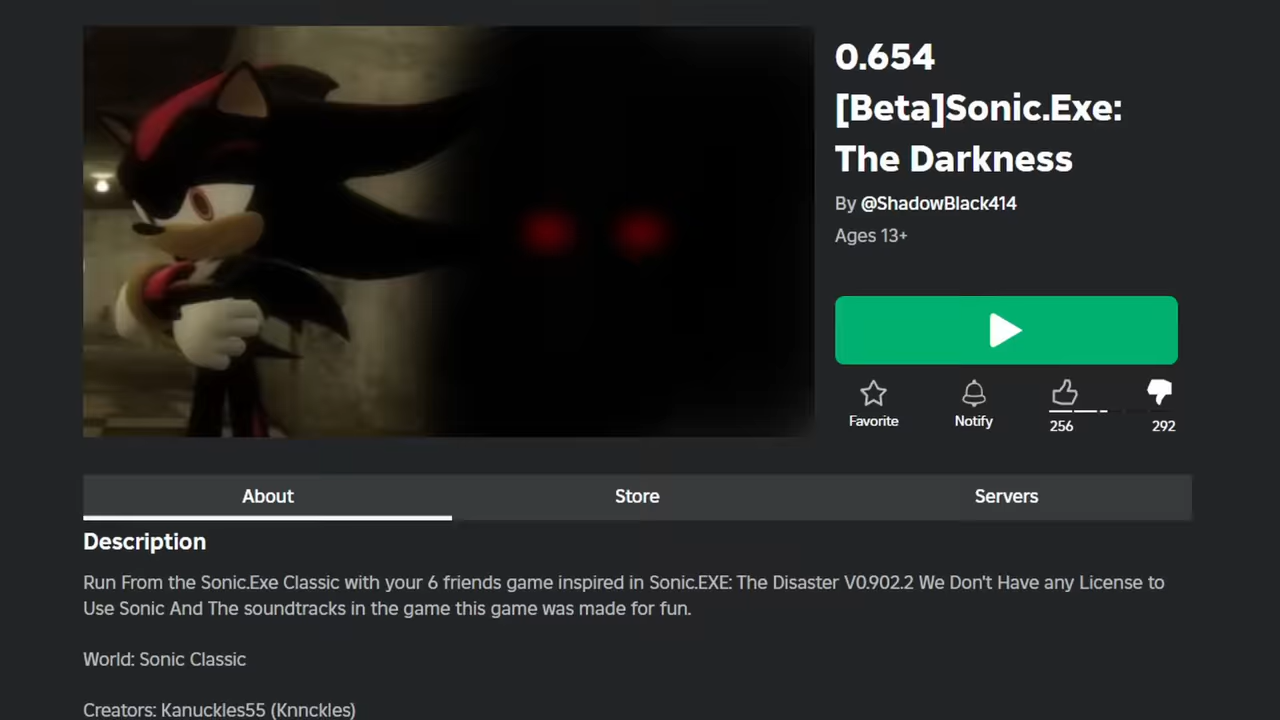 0.654
[Beta]Sonic.Exe:
The Darkness
By @ShadowBlack414
Ages 13+
Favorite
Notify
256
292
About
Store
Servers
Description
Run From the Sonic.Exe Classic with your 6 friends game inspired in Sonic.EXE: The Disaster V0.902.2 We Don't Have any License to
Use Sonic And The soundtracks in the game this game was made for fun.
World: Sonic Classic
Creators: Kanuckles55 (Knnckles)